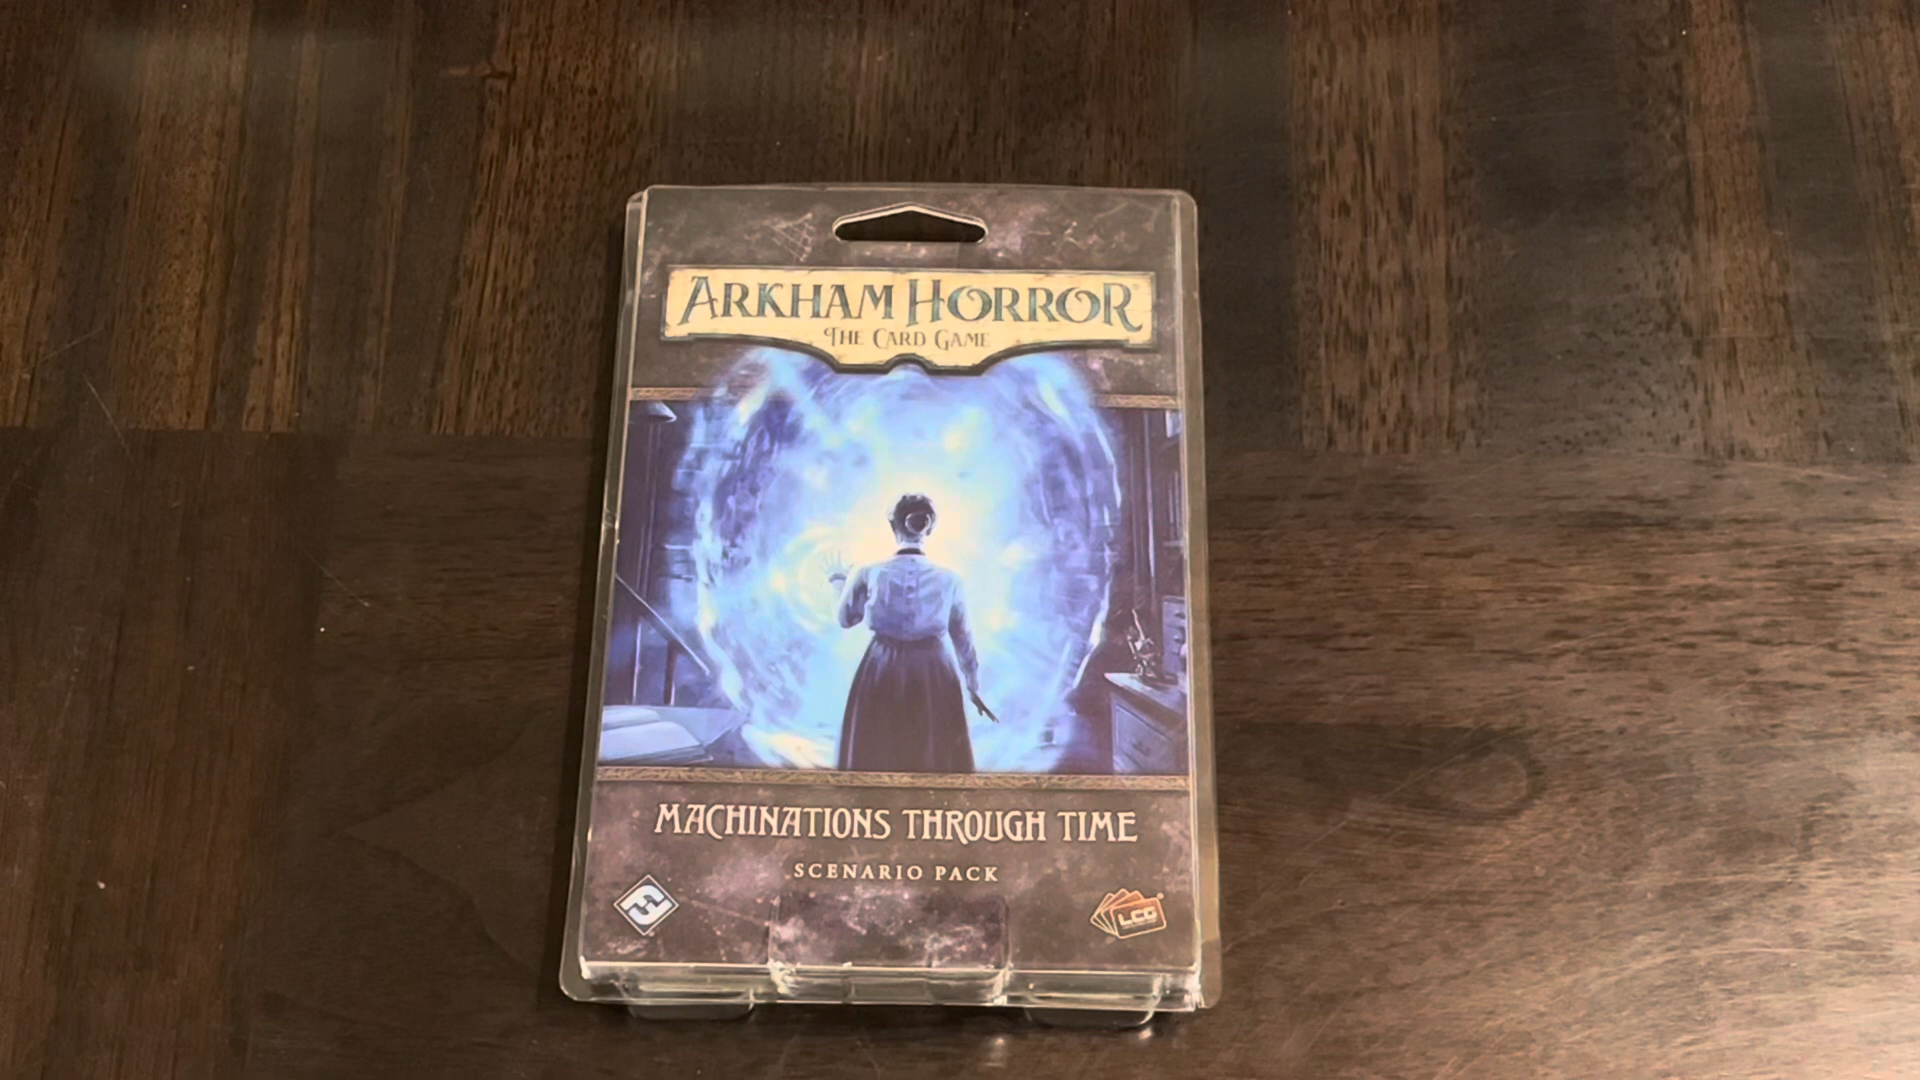 ARKHAM HORROR
THE CARD GAME
MACHINATIONS THROUGH TIME
SCENARIO PACK
LCG